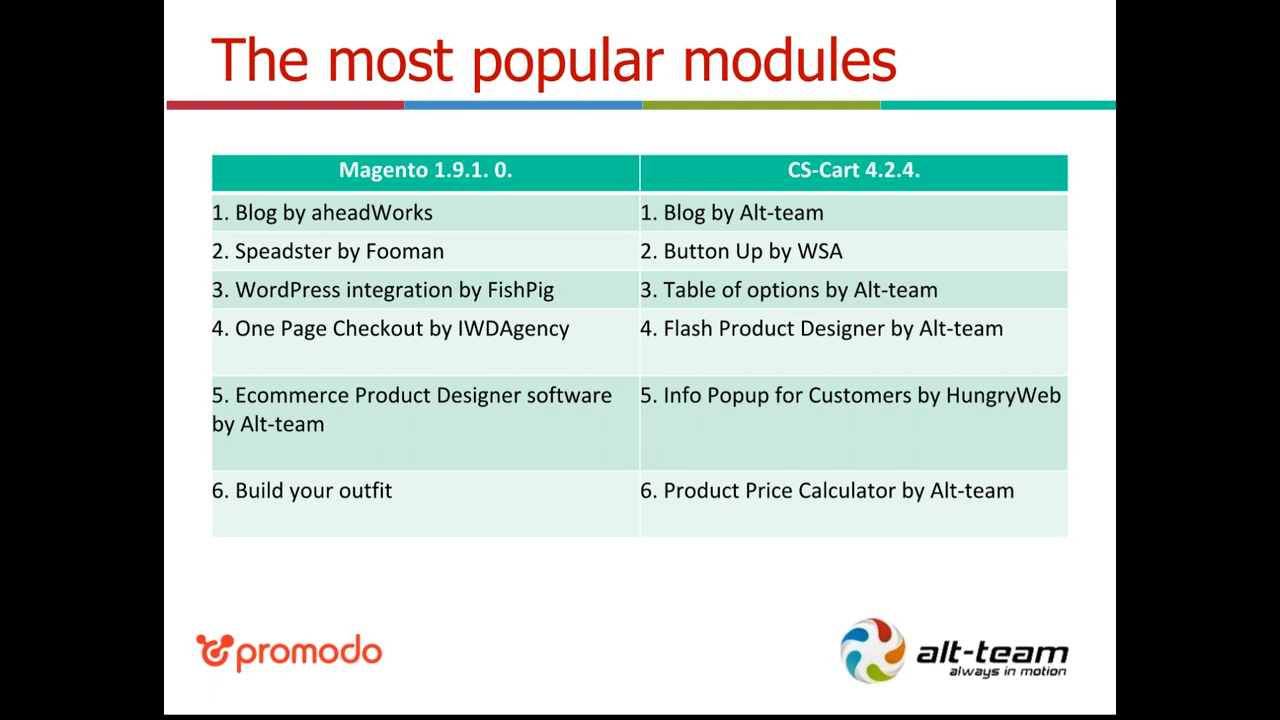 The most popular modules
Magento 1.9.1. 0.
CS-Cart 4.2.4.
1. Blog by aheadWorks
1. Blog by Alt-team
2. Speadster by Fooman
2. Button Up by WSA
3. WordPress integration by FishPig
3. Table of options by Alt-team
4. One Page Checkout by IWDAgency
4. Flash Product Designer by Alt-team
5. Ecommerce Product Designer software
by Alt-team
5. Info Popup for Customers by HungryWeb
6. Build your outfit
6. Product Price Calculator by Alt-team
promodo
alt-team
always in motion